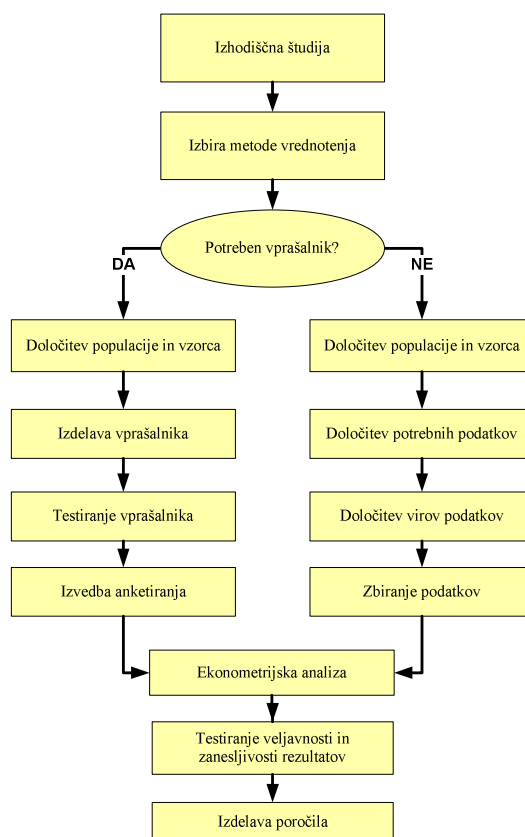 Izhodiščna študija
Izbira metode vrednotenja
Potreben vprašalnik?
DA
NE
Določitev populacije in vzorca
Določitev populacije in vzorca
Izdelava vprašalnika
Določitev potrebnih podatkov
Testiranje vprašalnika
Določitev virov podatkov
Izvedba anketiranja
Zbiranje podatkov
Ekonometrijska analiza
Testiranje veljavnosti in
zanesljivosti rezultatov
Izdelava poročila